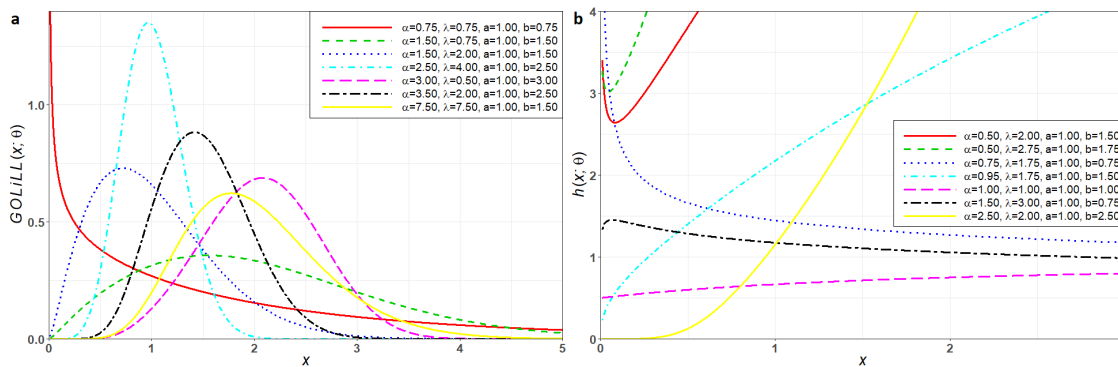 a
GOLiLL(x; θ)
1.0
0.5
0.0
0
1
2
3
4
5
x
α=0.75, λ=0.75, a=1.00, b=0.75
α=1.50, λ=0.75, a=1.00, b=1.50
α=1.50, λ=2.00, a=1.00, b=1.50
α=2.50, λ=4.00, a=1.00, b=2.50
α=3.00, λ=0.50, a=1.00, b=3.00
α=3.50, λ=2.00, a=1.00, b=2.50
α=7.50, λ=7.50, a=1.00, b=1.50
b
h(x; θ)
4
3
2
1
0
0
1
2
x
α=0.50, λ=2.00, a=1.00, b=1.50
α=0.50, λ=2.75, a=1.00, b=1.75
α=0.75, λ=1.75, a=1.00, b=1.75
α=0.95, λ=1.75, a=1.00, b=1.50
α=1.00, λ=1.00, a=1.00, b=1.00
α=1.50, λ=3.00, a=1.00, b=0.75
α=2.50, λ=2.00, a=1.00, b=2.50